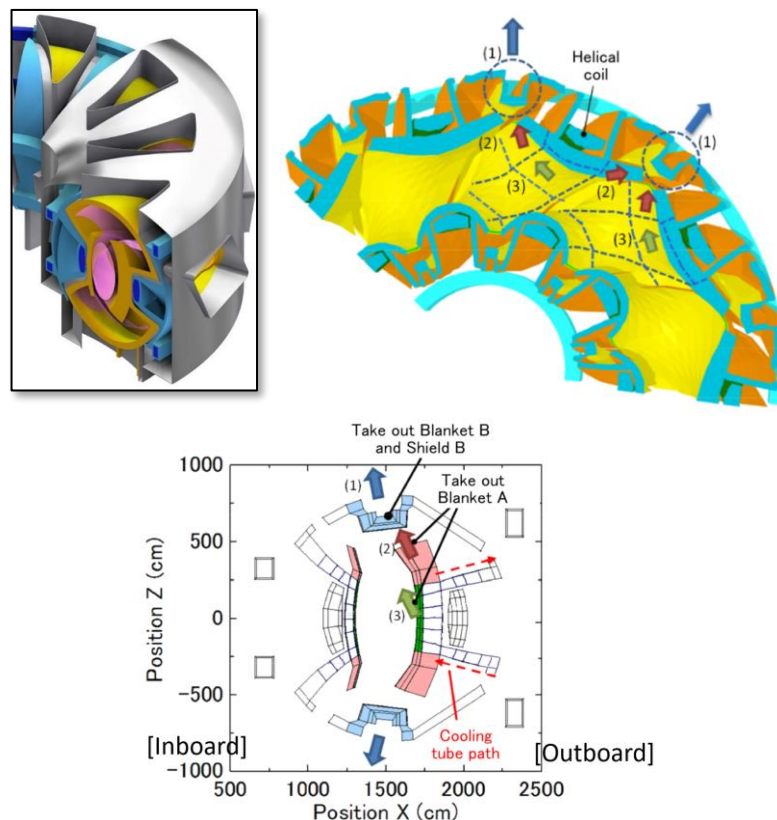 (1)
Helical
coil
(1)
(2)
(3)
(2)
(3)
Take out Blanket B
and Shield B
Take out
Blanket A
1000
500
0
-500
-1000
Position Z (cm)
(1)
(2)
(3)
Cooling
tube path
[Inboard]
[Outboard]
500 1000 1500 2000 2500
Position X (cm)